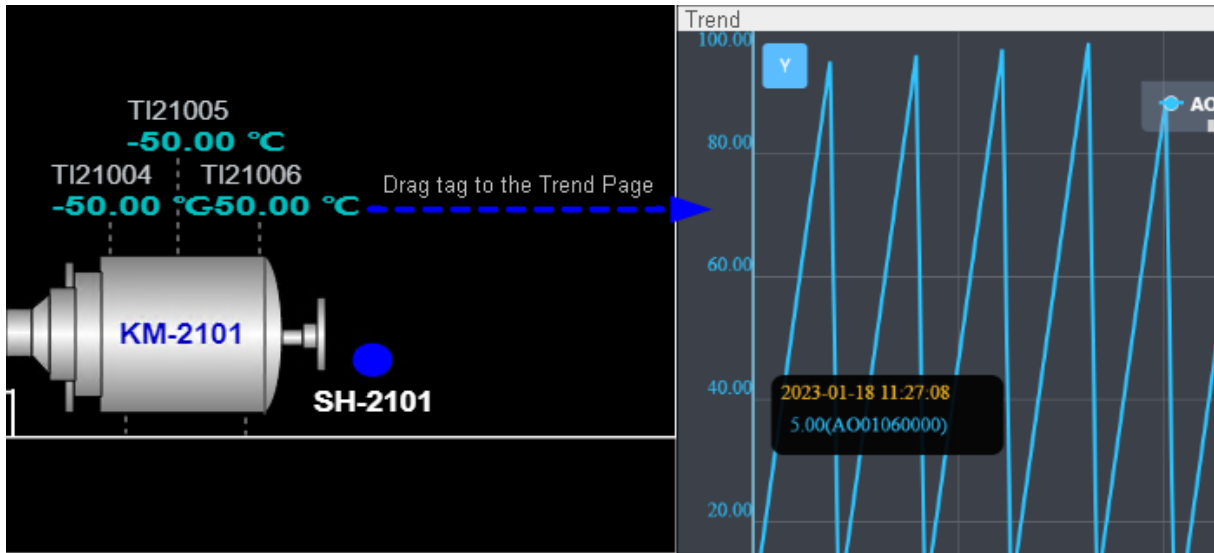 TI21005
-50.00 °C
TI21004
TI21006
-50.00 °C
-50.00 °C
Drag tag to the Trend Page
KM-2101
SH-2101
Trend
100.00
Y
AO
80.00
60.00
40.00
2023-01-18 11:27:08
5.00(AO01060000)
20.00